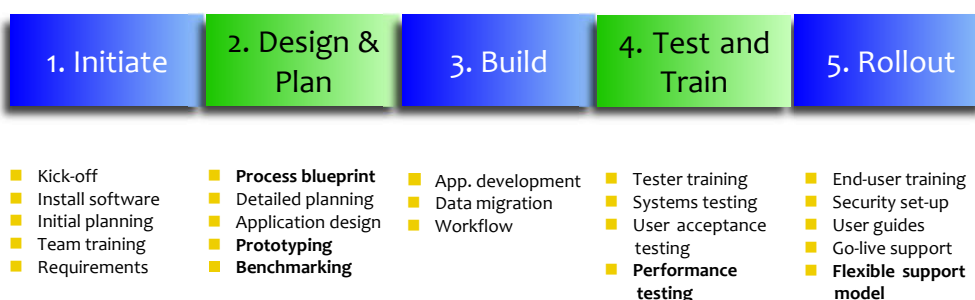 1. Initiate
2. Design &
Plan
3. Build
4. Test and
Train
5. Rollout
Kick-off
Install software
Initial planning
Team training
Requirements
Process blueprint
Detailed planning
Application design
Prototyping
Benchmarking
App. development
Data migration
Workflow
Tester training
Systems testing
User acceptance
testing
Performance
testing
End-user training
Security set-up
User guides
Go-live support
Flexible support
model